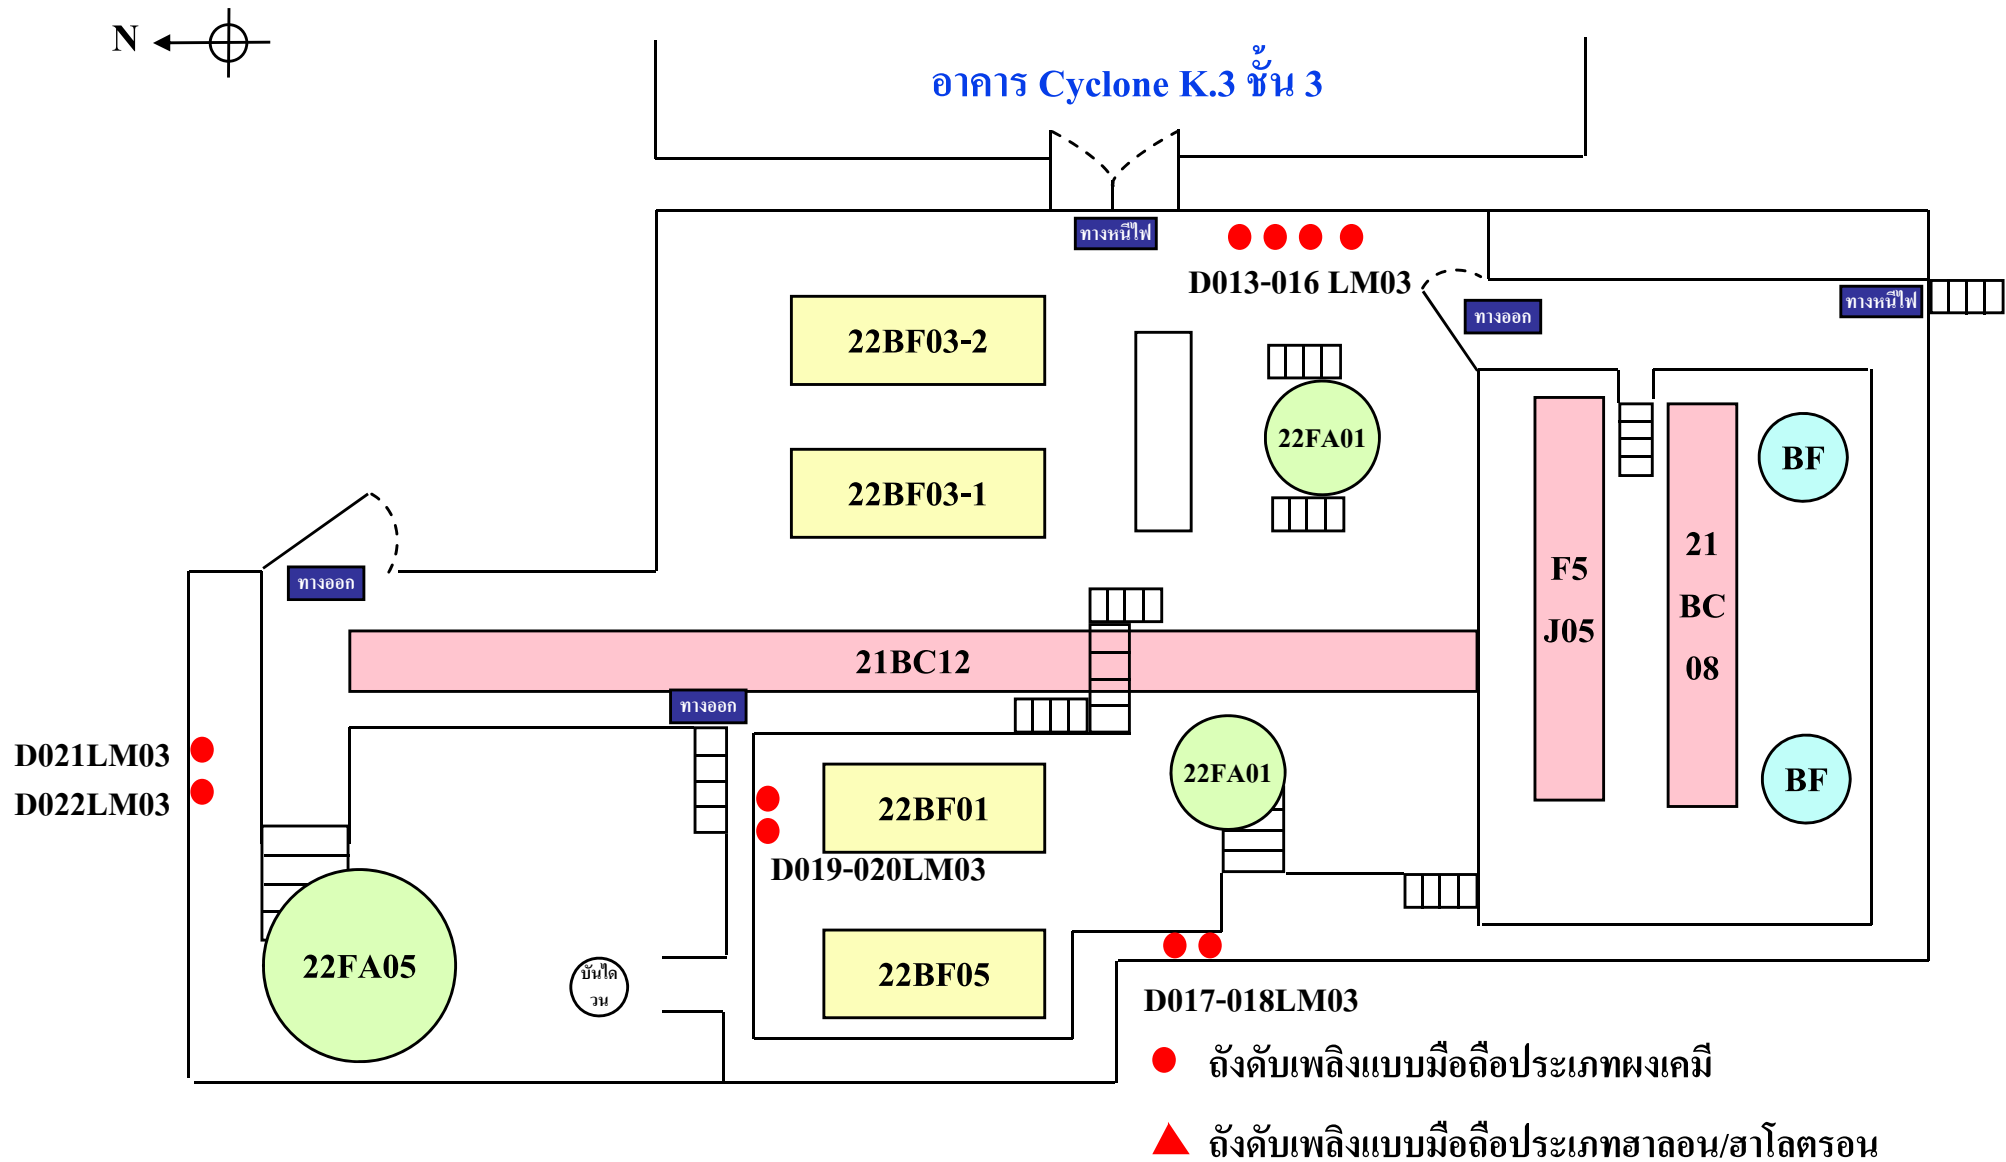 N
อาคาร Cyclone K.3 ชั้น 3
ทางหนีไฟ
D013-016 LM03
ทางออก
ทางหนีไฟ
22BF03-2
22FA01
22BF03-1
BF
F5
J05
21
BC
08
ทางออก
21BC12
ทางออก
D021LM03
D022LM03
22FA01
BF
22BF01
D019-020LM03
22FA05
บันได
วน
22BF05
D017-018LM03
ถังดับเพลิงแบบมือถือประเภทผงเคมี
ถังดับเพลิงแบบมือถือประเภทฮาลอน/ฮาโลตรอน